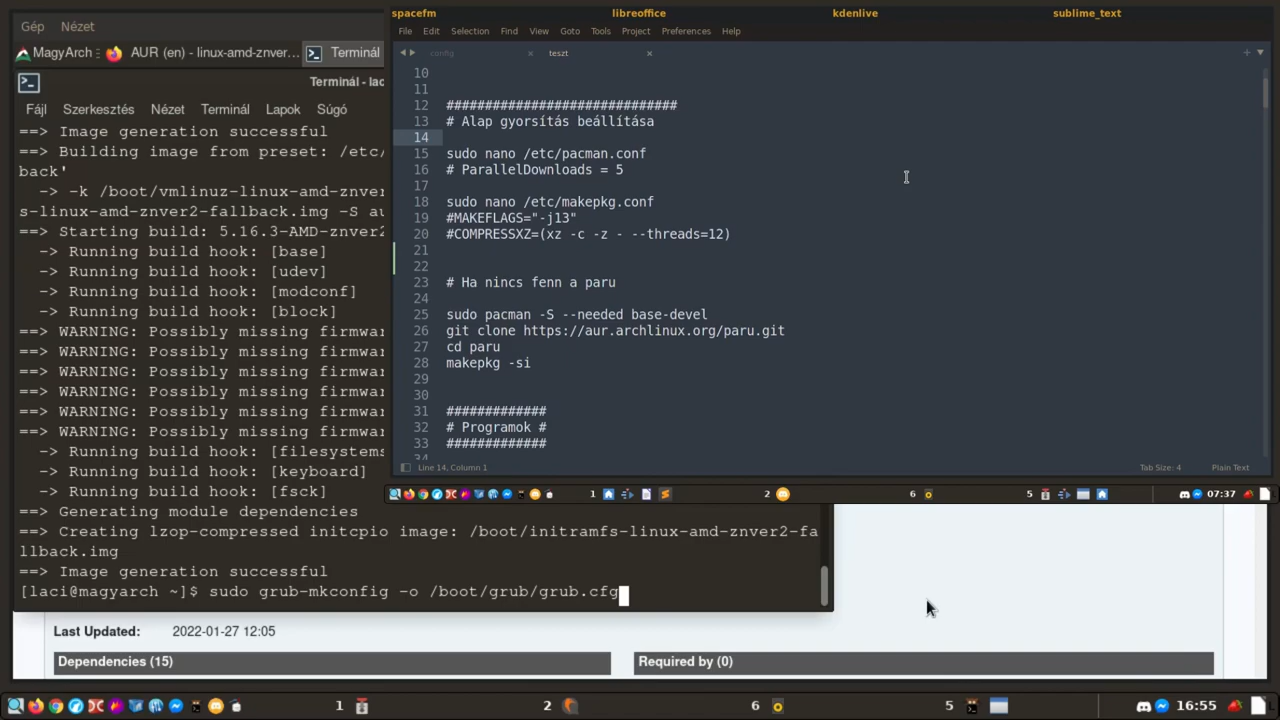 Gép Nézet
MagyArch
AUR (en) - linux-amd-znver...
Terminál
Terminál - lac
Fájl Szerkesztés Nézet Terminál Lapok Súgó
==> Image generation successful
==> Building image from preset: /etc/
back'
-> -k /boot/vmlinuz-linux-amd-znver
s-linux-amd-znver2-fallback.img -S au
==> Starting build: 5.16.3-AMD-znver2
-> Running build hook: [base]
-> Running build hook: [udev]
-> Running build hook: [modconf]
-> Running build hook: [block]
==> WARNING: Possibly missing firmwar
==> WARNING: Possibly missing firmwar
==> WARNING: Possibly missing firmwar
==> WARNING: Possibly missing firmwar
==> WARNING: Possibly missing firmwar
==> WARNING: Possibly missing firmwar
-> Running build hook: [filesystems
-> Running build hook: [keyboard]
-> Running build hook: [fsck]
==> Generating module dependencies
==> Creating lzop-compressed initcpio image: /boot/initramfs-linux-amd-znver2-fa
llback.img
==> Image generation successful
[laci@magyarch ~]$ sudo grub-mkconfig -o /boot/grub/grub.cfg
spacefm libreoffice kdenlive sublime_text
File Edit Selection Find View Goto Tools Project Preferences Help
config teszt
10
11
12 ##############################
13 # Alap gyorsítás beállítása
14
15 sudo nano /etc/pacman.conf
16 # ParallelDownloads = 5
17
18 sudo nano /etc/makepkg.conf
19 #MAKEFLAGS="-j13"
20 #COMPRESSXZ=(xz -c -z - --threads=12)
21
22
23 # Ha nincs fenn a paru
24
25 sudo pacman -S --needed base-devel
26 git clone https://aur.archlinux.org/paru.git
27 cd paru
28 makepkg -si
29
30
31 #############
32 # Programok #
33 #############
34
Line 14, Column 1 Tab Size: 4 Plain Text
1 2 6 5 07:37
Last Updated: 2022-01-27 12:05
Dependencies (15) Required by (0)
1 2 6 5 16:55